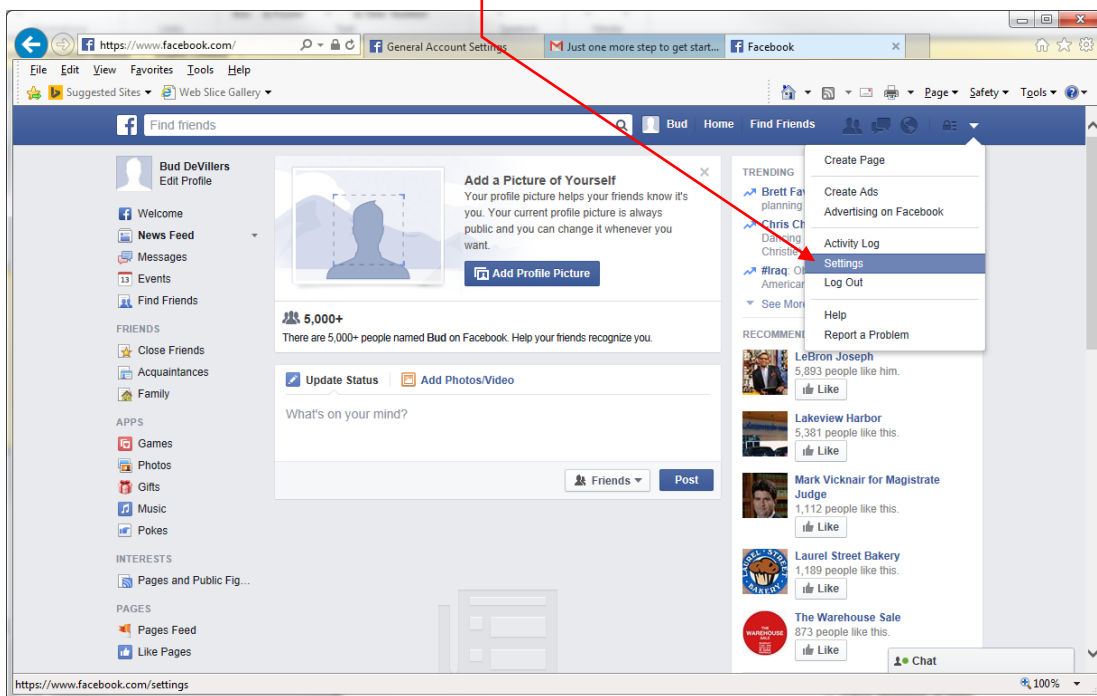 https://www.facebook.com/
General Account Settings
Just one more step to get start...
Facebook
File Edit View Favorites Tools Help
Suggested Sites
Web Slice Gallery
Page Safety Tools
Find friends
Bud Home Find Friends
Bud DeVillers
Edit Profile
Welcome
News Feed
Messages
13 Events
Find Friends
FRIENDS
Close Friends
Acquaintances
Family
APPS
Games
Photos
Gifts
Music
Pokes
INTERESTS
Pages and Public Fig...
PAGES
Pages Feed
Like Pages
Add a Picture of Yourself
Your profile picture helps your friends know it's
you. Your current profile picture is always
public and you can change it whenever you
want.
Add Profile Picture
5,000+
There are 5,000+ people named Bud on Facebook. Help your friends recognize you.
Update Status
Add Photos/Video
What's on your mind?
Friends
Post
TRENDING
Brett Fav
planning
Chris Ch
Dancing
Christie
#Iraq: Ob
American
See More
Create Page
Create Ads
Advertising on Facebook
Activity Log
Settings
Log Out
Help
Report a Problem
RECOMMEN
LeBron Joseph
5,893 people like him.
Like
Lakeview Harbor
5,381 people like this.
Like
Mark Vicknair for Magistrate
Judge
1,112 people like this.
Like
LAUREL STREET
BAKERY
Laurel Street Bakery
1,189 people like this.
Like
THE
WAREHOUSE
SALE
The Warehouse Sale
873 people like this.
Like
Chat
https://www.facebook.com/settings
100%